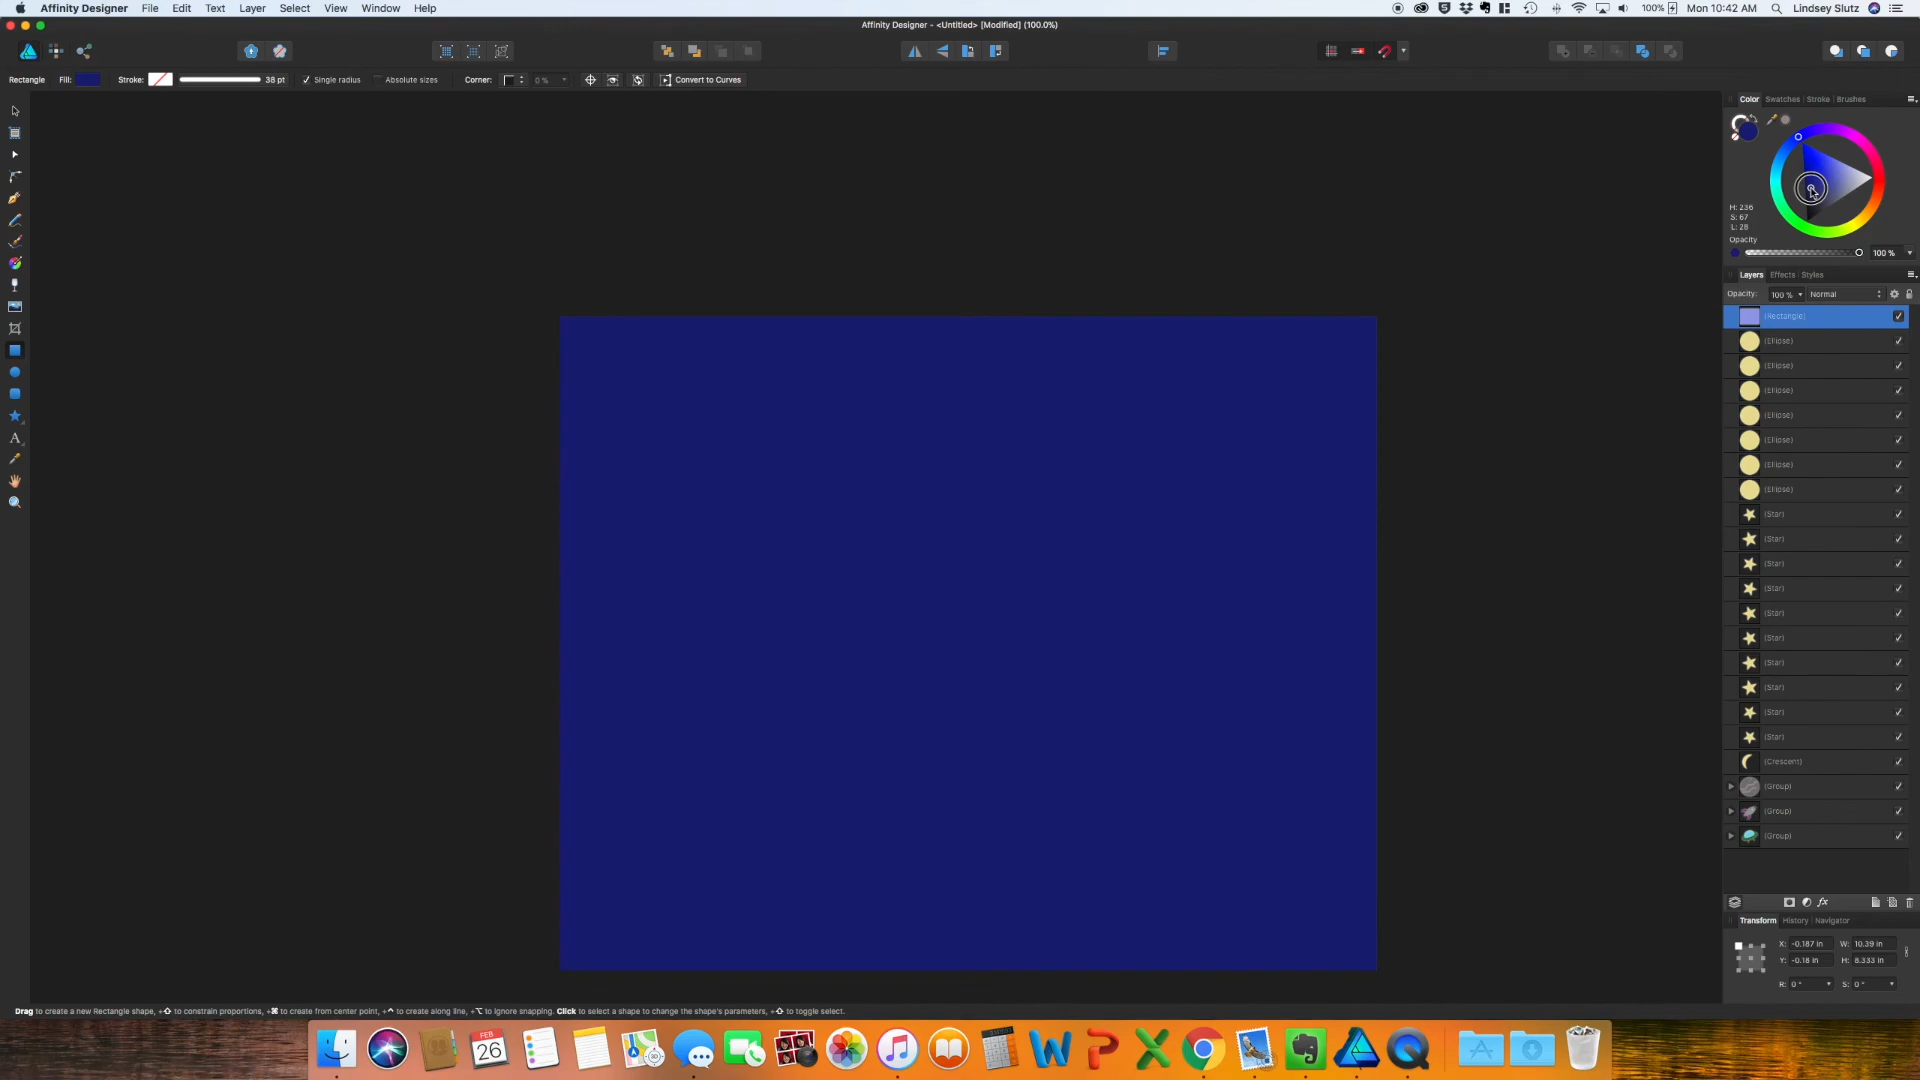 Affinity Designer File Edit Text Layer Select View Window Help
100% Mon 10:42 AM Lindsey Slutz
Affinity Designer - <Untitled> [Modified] (100.0%)
Rectangle Fill: Stroke: 38 pt Single radius Absolute sizes Corner: 0 % Convert to Curves
Color Swatches Stroke Brushes
H: 236
S: 67
L: 28
Opacity
100 %
Layers Effects Styles
Opacity: 100 % Normal
(Rectangle)
(Ellipse)
(Ellipse)
(Ellipse)
(Ellipse)
(Ellipse)
(Ellipse)
(Ellipse)
(Star)
(Star)
(Star)
(Star)
(Star)
(Star)
(Star)
(Star)
(Star)
(Star)
(Crescent)
(Group)
(Group)
(Group)
fx
Transform History Navigator
X: -0.187 in W: 10.39 in
Y: -0.18 in H: 8.333 in
R: 0 ° S: 0 °
Drag to create a new Rectangle shape, +⇧ to constrain proportions, +⌘ to create from center point, +^ to create along line, +⌥ to ignore snapping. Click to select a shape to change the shape's parameters, +⇧ to toggle select.
FEB
26